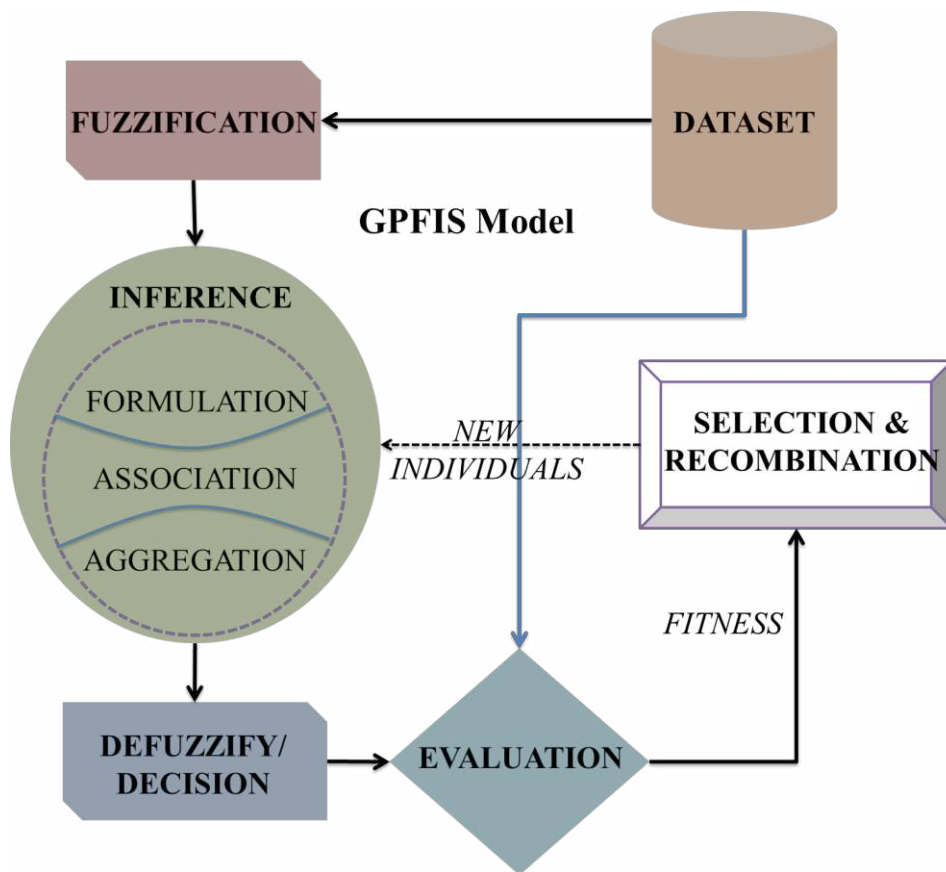 FUZZIFICATION
DATASET
GPFIS Model
INFERENCE
FORMULATION
ASSOCIATION
AGGREGATION
NEW
INDIVIDUALS
SELECTION &
RECOMBINATION
FITNESS
DEFUZZIFY/
DECISION
EVALUATION